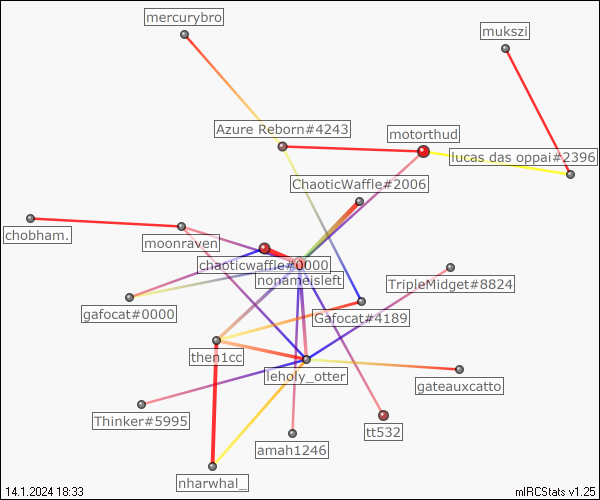 mercurybro
mukszi
Azure Reborn#4243
motorthud
lucas das oppai#2396
ChaoticWaffle#2006
chobham.
moonraven
chaoticwaffle#0000
nonameisleft
TripleMidget#8824
gafocat#0000
Gafocat#4189
then1cc
leholy_otter
gateauxcatto
Thinker#5995
tt532
amah1246
nharwhal_
14.1.2024 18:33
mIRCStats v1.25